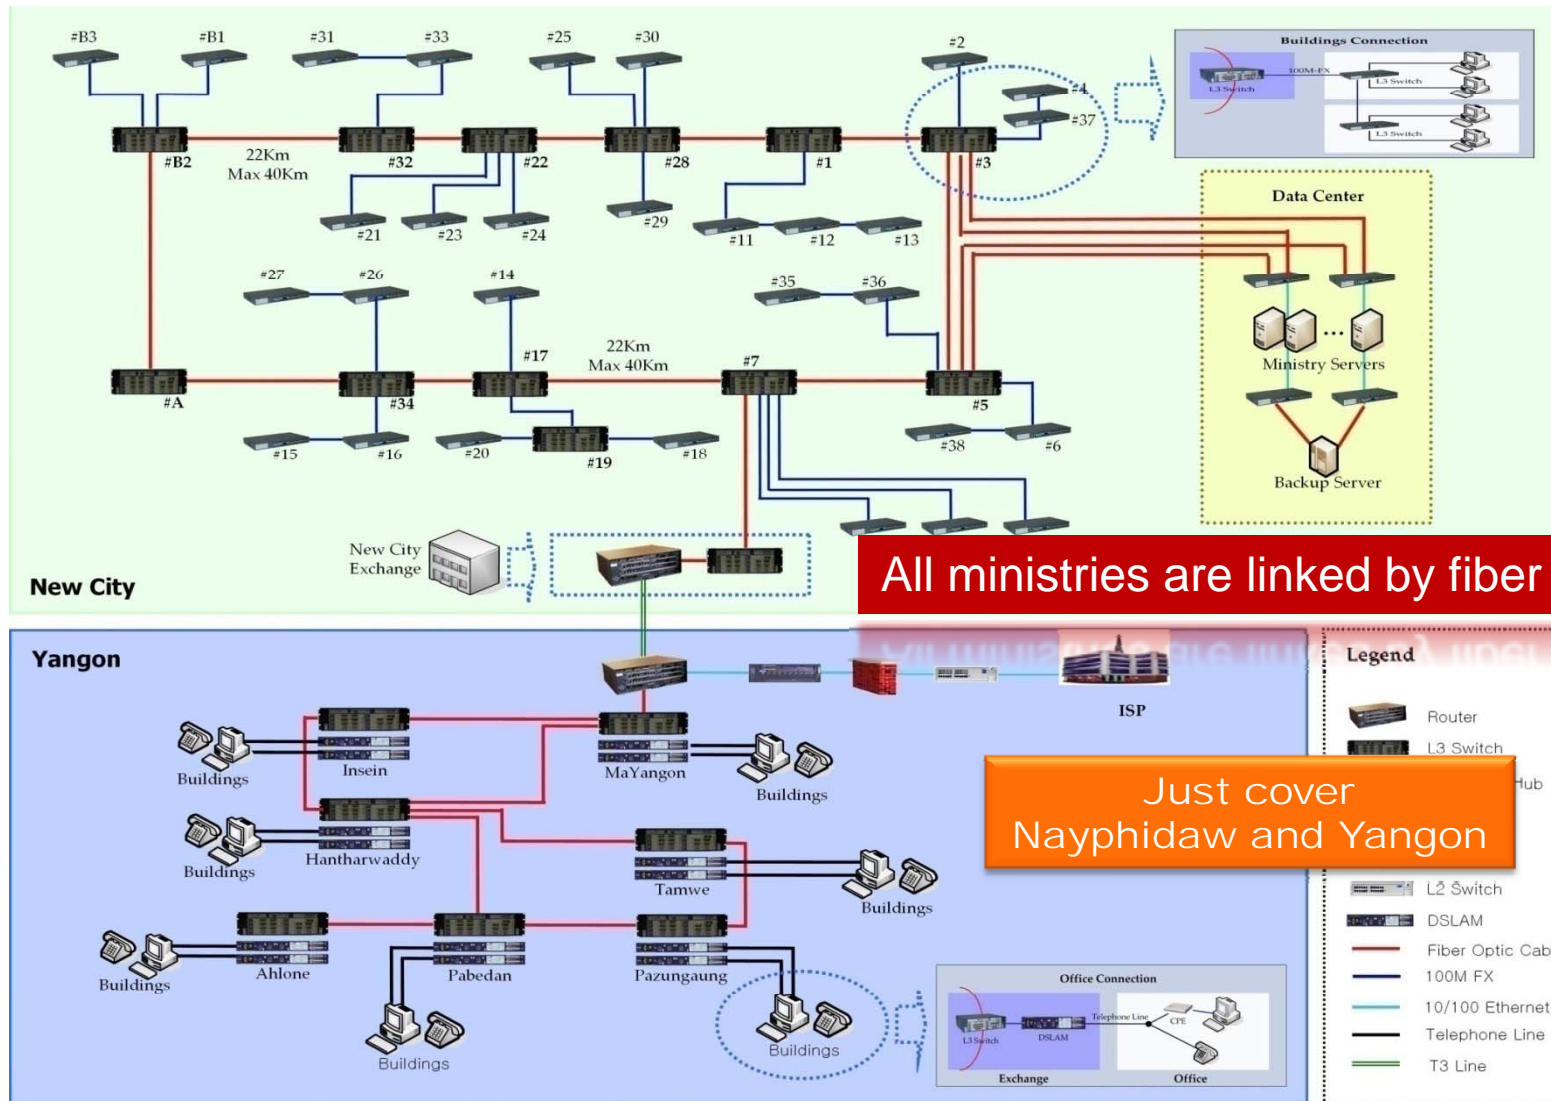 #B3
#B1
#31
#33
#25
#30
#2
#4
#37
#B2
22Km
Max 40Km
#32
#22
#28
#1
#3
#21
#23
#24
#29
#11
#12
#13
Buildings Connection
100M-FX
L3 Switch
L3 Switch
L3 Switch
Data Center
Ministry Servers
Backup Server
#27
#26
#14
#35
#36
#17
22Km
Max 40Km
#7
#A
#34
#5
#15
#16
#20
#19
#18
#38
#6
New City
Exchange
New City
All ministries are linked by fiber
Yangon
ISP
Insein
MaYangon
Buildings
Buildings
Hantharwaddy
Buildings
Tamwe
Buildings
Ahlone
Pabedan
Pazungaung
Buildings
Buildings
Buildings
Just cover
Nayphidaw and Yangon
Office Connection
Telephone Line
CPE
L3 Switch
DSLAM
Exchange
Office
Legend
Router
L3 Switch
Hub
L2 Switch
DSLAM
Fiber Optic Cab
100M FX
10/100 Ethernet
Telephone Line
T3 Line